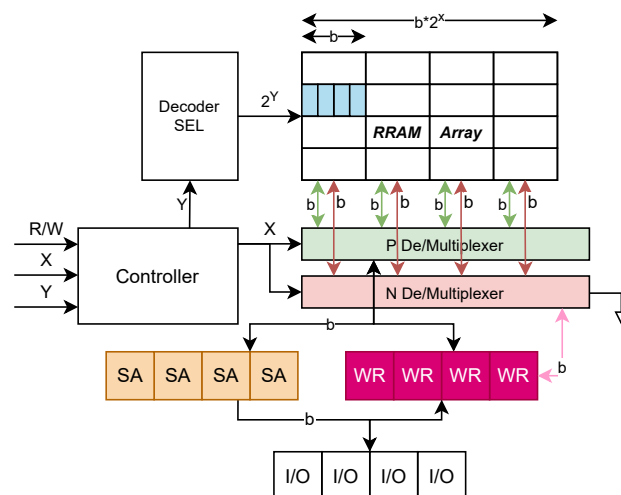 b*2^x
b
Decoder
SEL
2^Y
RRAM Array
Y
b b b b b b b b
R/W
X
Y
Controller
X
P De/Multiplexer
N De/Multiplexer
b
SA SA SA SA
WR WR WR WR
b
b
I/O I/O I/O I/O